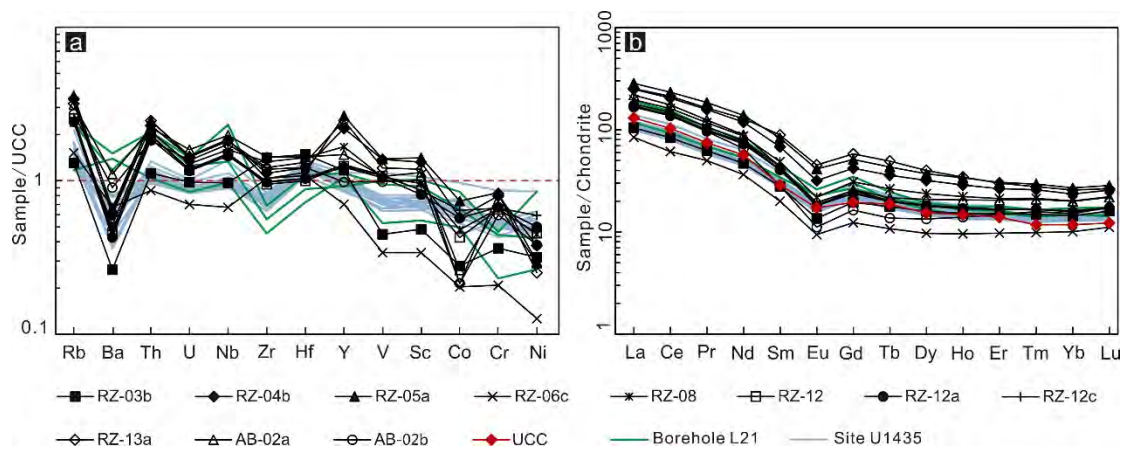 a
Sample/UCC
1
0.1
Rb Ba Th U Nb Zr Hf Y V Sc Co Cr Ni
b
Sample/Chondrite
1000
100
10
1
La Ce Pr Nd Sm Eu Gd Tb Dy Ho Er Tm Yb Lu
RZ-03b RZ-04b RZ-05a RZ-06c RZ-08 RZ-12 RZ-12a RZ-12c
RZ-13a AB-02a AB-02b UCC Borehole L21 Site U1435